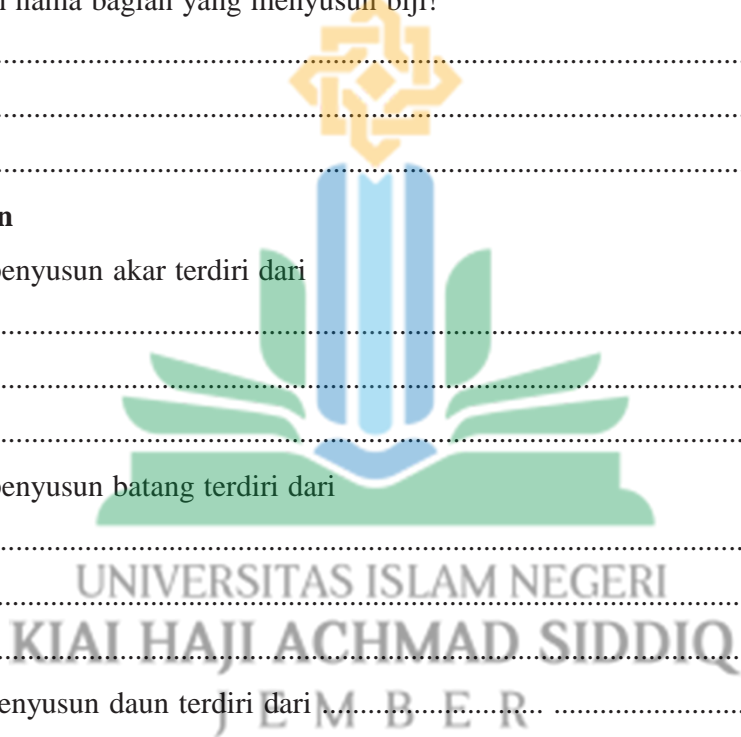 nama bagian yang menyusun biji!
................................................................................
................................................................................
................................................................................
n
penyusun akar terdiri dari
................................................................................
................................................................................
................................................................................
penyusun batang terdiri dari
................................................................................
UNIVERSITAS ISLAM NEGERI
................................................................................
KIAI HAJI ACHMAD SIDDIQ
................................................................................
enyusun daun terdiri dari ........................ ........................
JEMBER